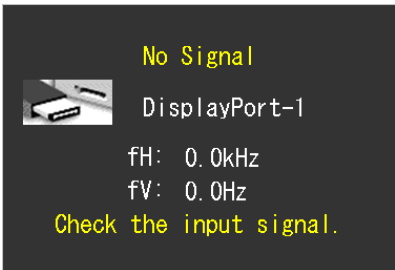 No Signal
DisplayPort-1
fH: 0.0kHz
fV: 0.0Hz
Check the input signal.